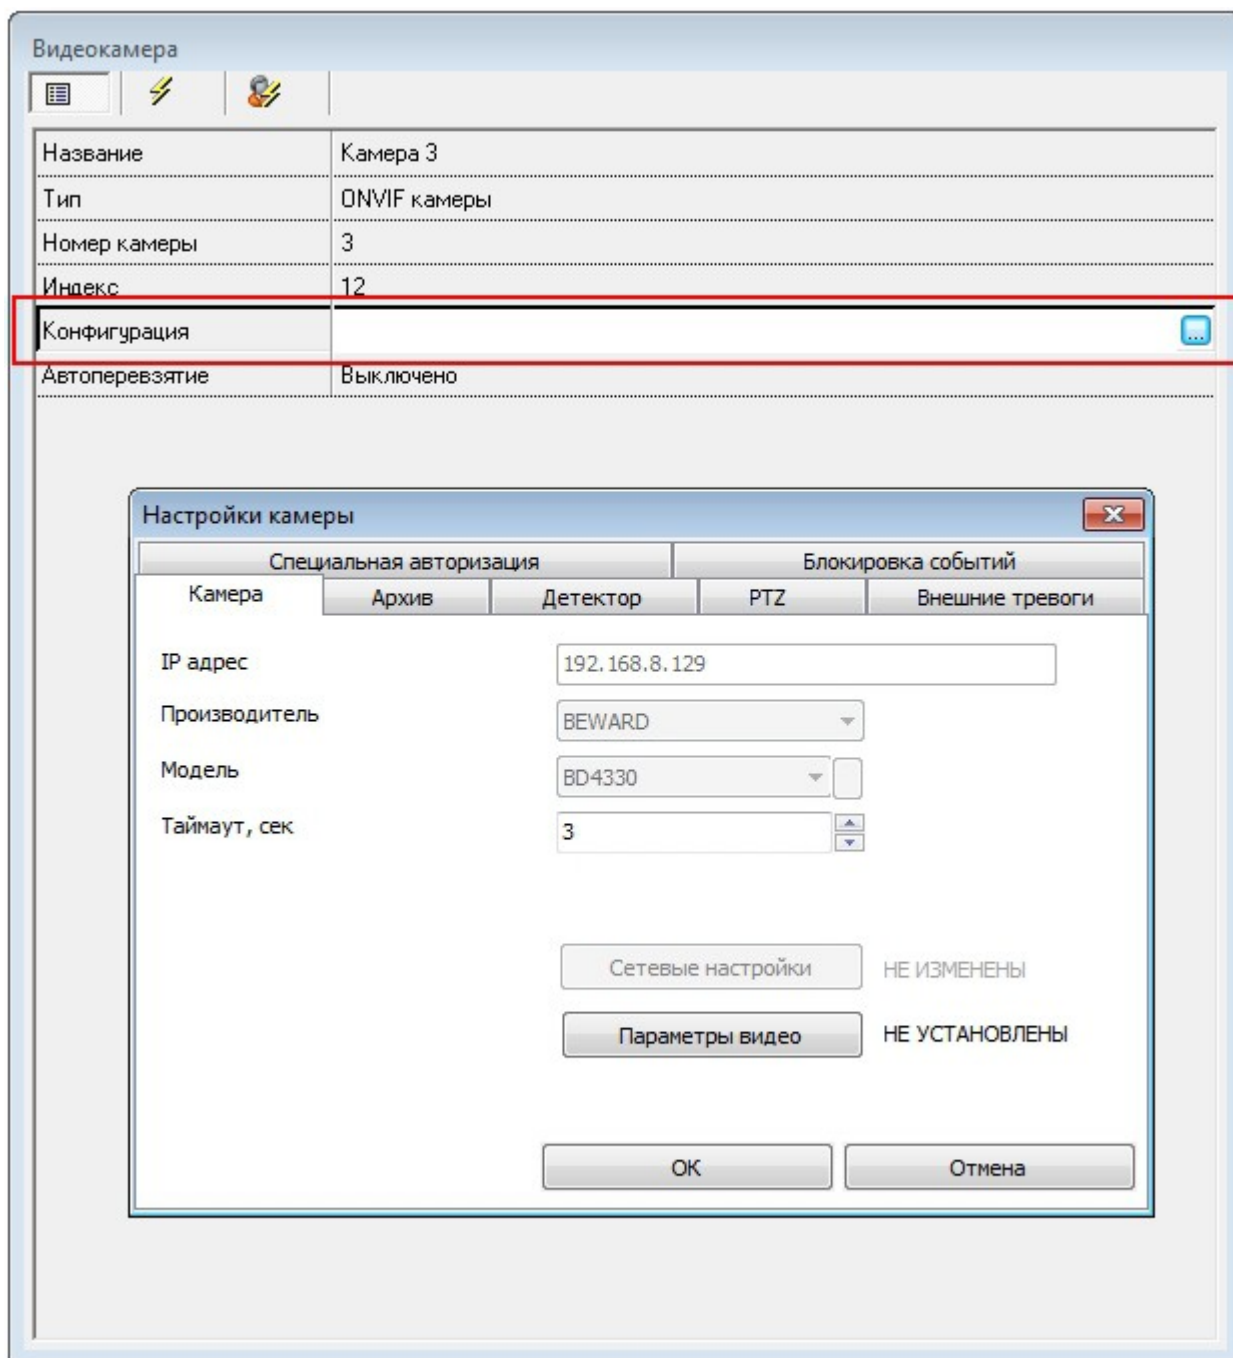 Видеокамера
Название Камера 3
Тип ONVIF камеры
Номер камеры 3
Индекс 12
Конфигурация ...
Автоперевзятие Выключено
Настройки камеры
Специальная авторизация Блокировка событий
Камера Архив Детектор PTZ Внешние тревоги
IP адрес 192.168.8.129
Производитель BEWARD
Модель BD4330
Таймаут, сек 3
Сетевые настройки НЕ ИЗМЕНЕНЫ
Параметры видео НЕ УСТАНОВЛЕНЫ
OK Отмена